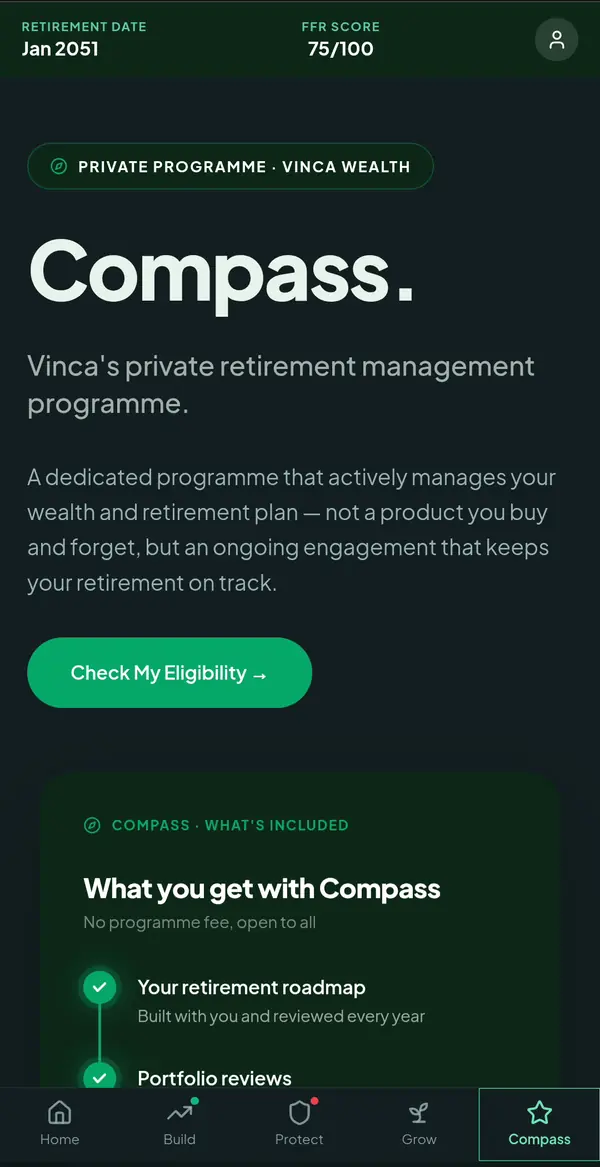 RETIREMENT DATE
Jan 2051
FFR SCORE
75/100
PRIVATE PROGRAMME · VINCA WEALTH
Compass.
Vinca's private retirement management
programme.
A dedicated programme that actively manages your
wealth and retirement plan — not a product you buy
and forget, but an ongoing engagement that keeps
your retirement on track.
Check My Eligibility →
COMPASS · WHAT'S INCLUDED
What you get with Compass
No programme fee, open to all
Your retirement roadmap
Built with you and reviewed every year
Portfolio reviews
Home
Build
Protect
Grow
Compass